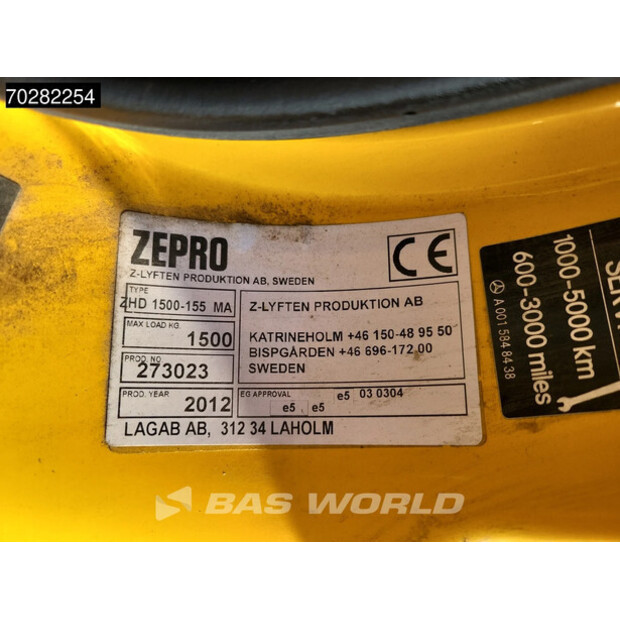 70282254
ZEPRO
Z-LYFTEN PRODUKTION AB, SWEDEN
CE
TYPE
ZHD 1500-155 MA
MAX LOAD KG.
1500
PROD. NO
273023
PROD. YEAR
2012
Z-LYFTEN PRODUKTION AB
KATRINEHOLM +46 150-48 95 50
BISPGÅRDEN +46 696-172 00
SWEDEN
EG APPROVAL
e5 03 0304
e5 , e5
LAGAB AB, 312 34 LAHOLM
1000-5000 km
600-3000 miles
A 001 584 84 38
BAS WORLD